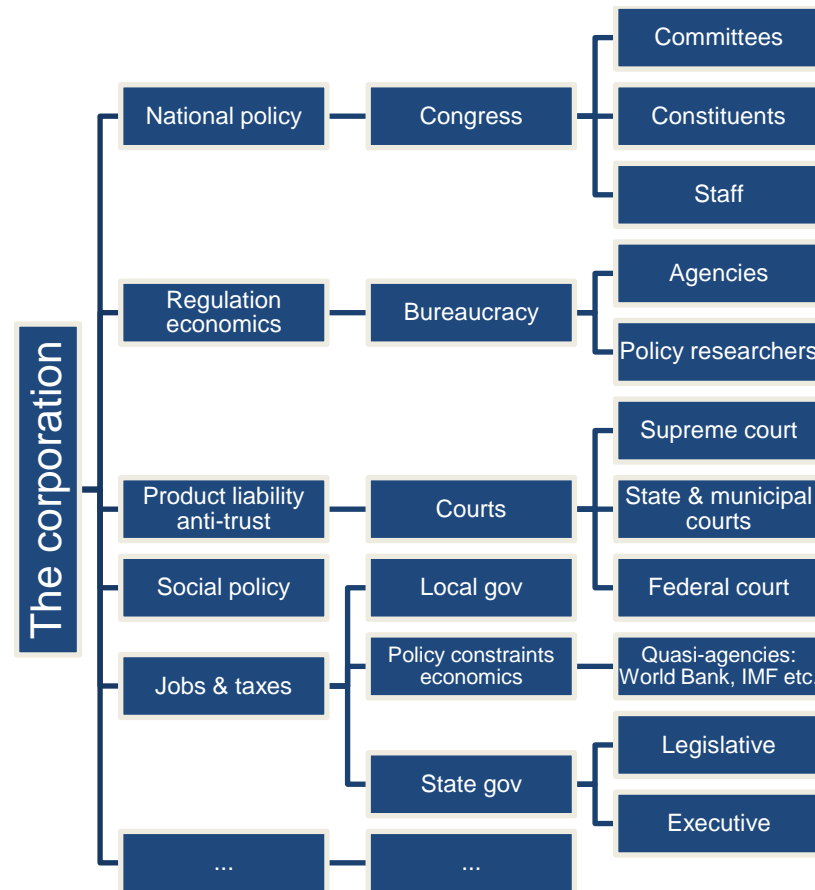 The corporation
National policy
Congress
Committees
Constituents
Staff
Regulation
economics
Bureaucracy
Agencies
Policy researchers
Product liability
anti-trust
Courts
Supreme court
State & municipal
courts
Federal court
Social policy
Jobs & taxes
Local gov
Policy constraints
economics
Quasi-agencies:
World Bank, IMF etc.
State gov
Legislative
Executive
...
...